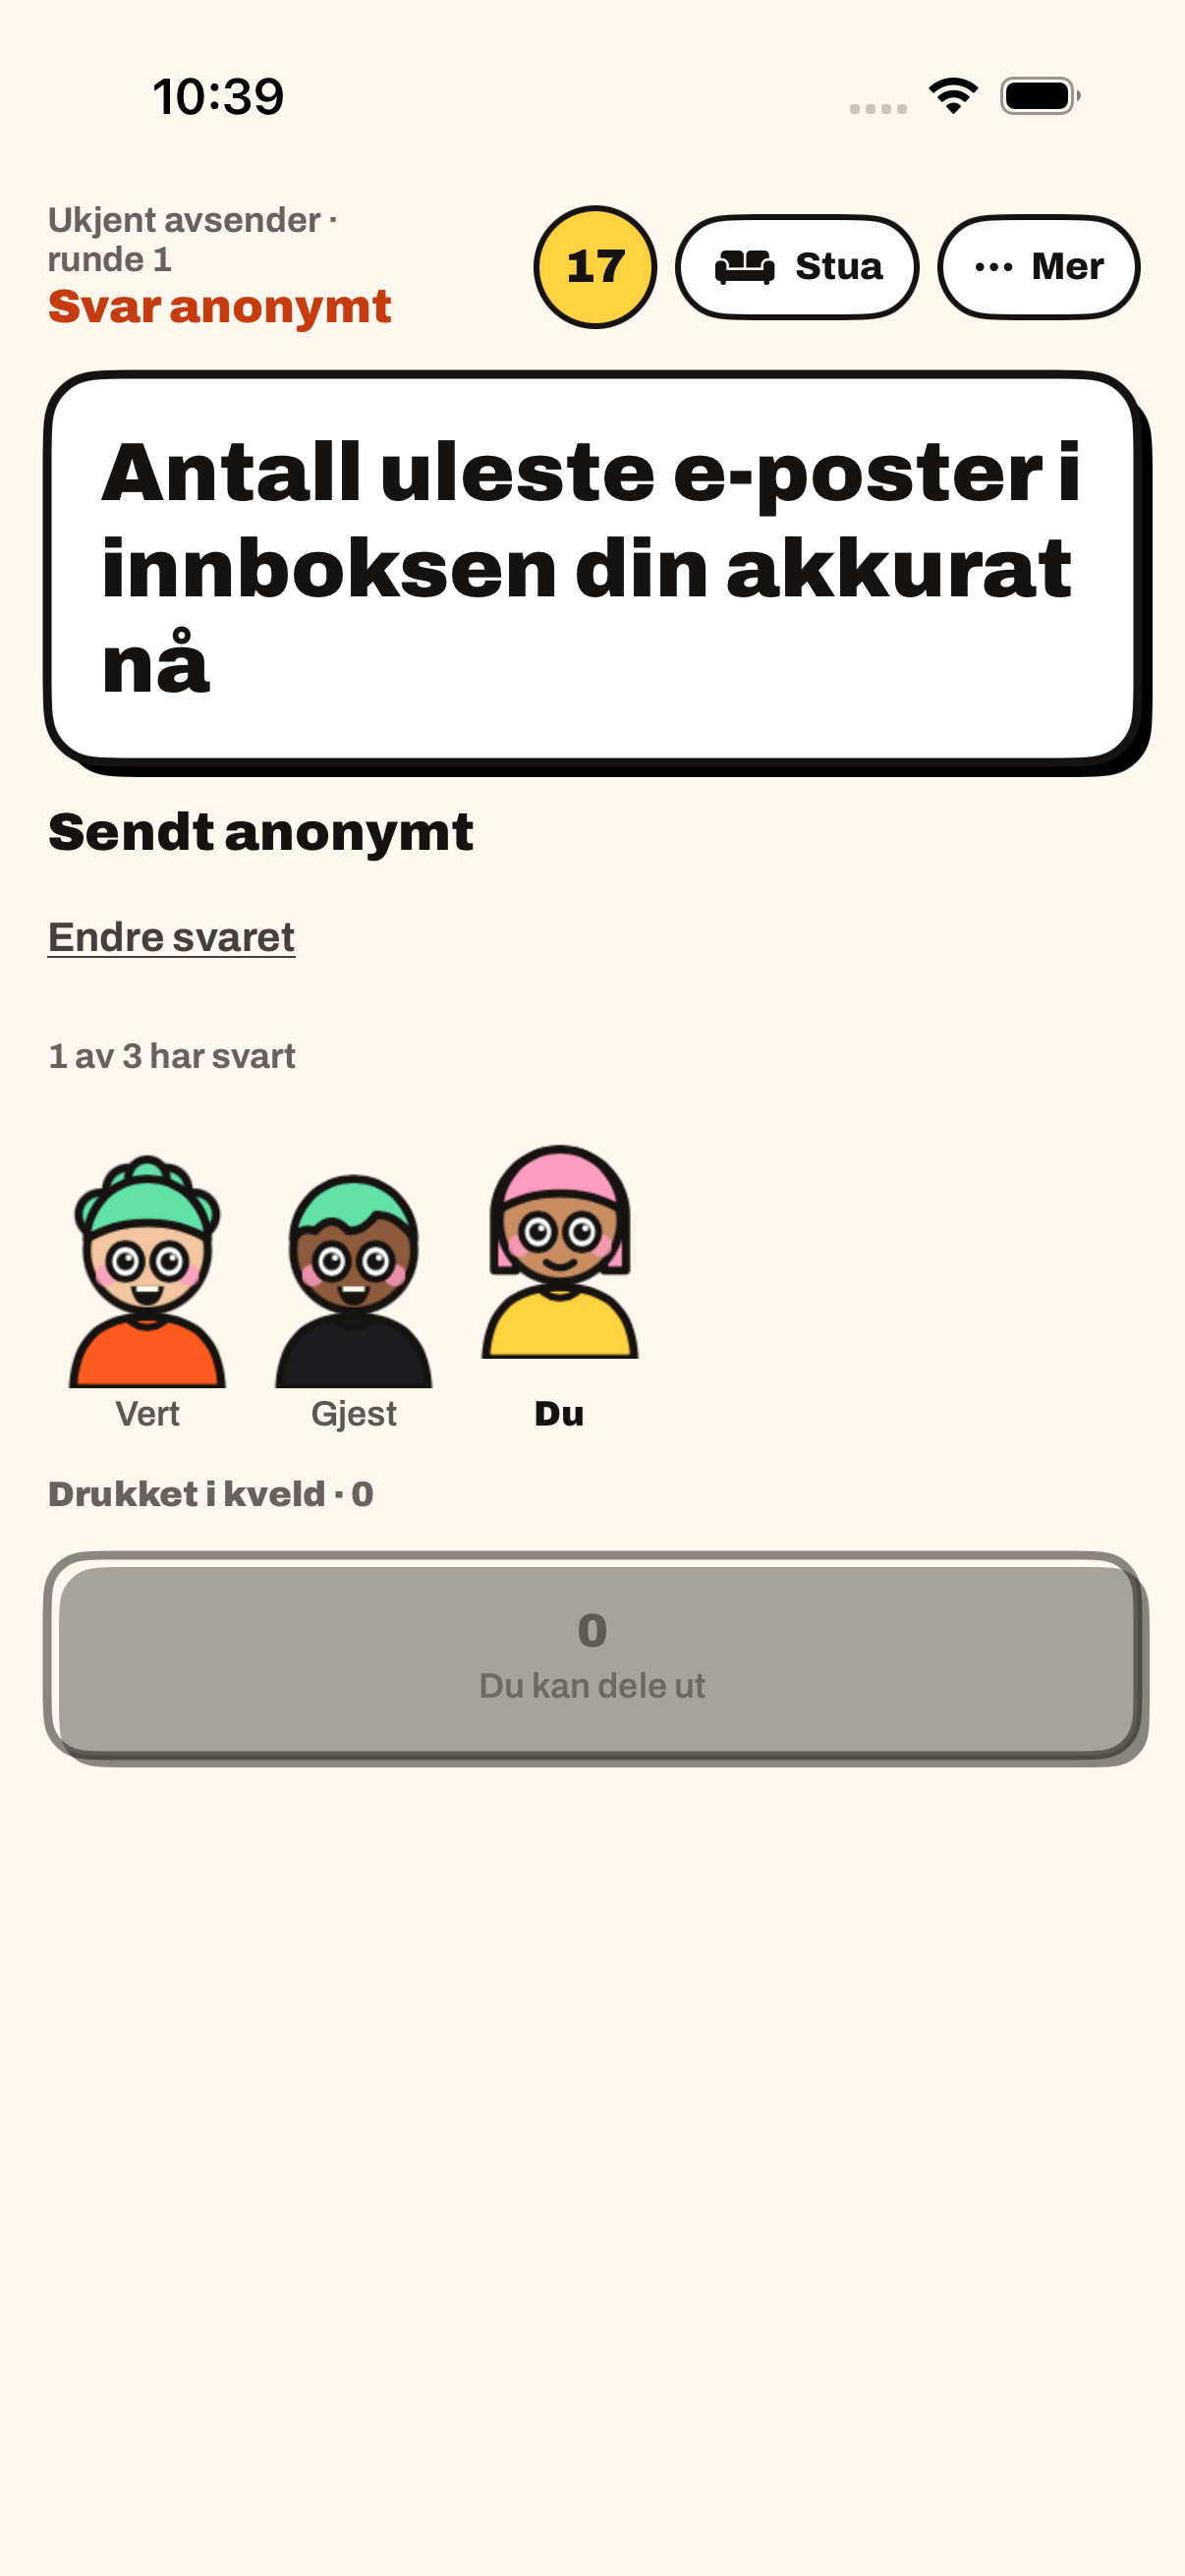 10:39
Ukjent avsender ·
runde 1
Svar anonymt
17
Stua
··· Mer
Antall uleste e-poster i
innboksen din akkurat
nå
Sendt anonymt
Endre svaret
1 av 3 har svart
Vert
Gjest
Du
Drukket i kveld · 0
0
Du kan dele ut